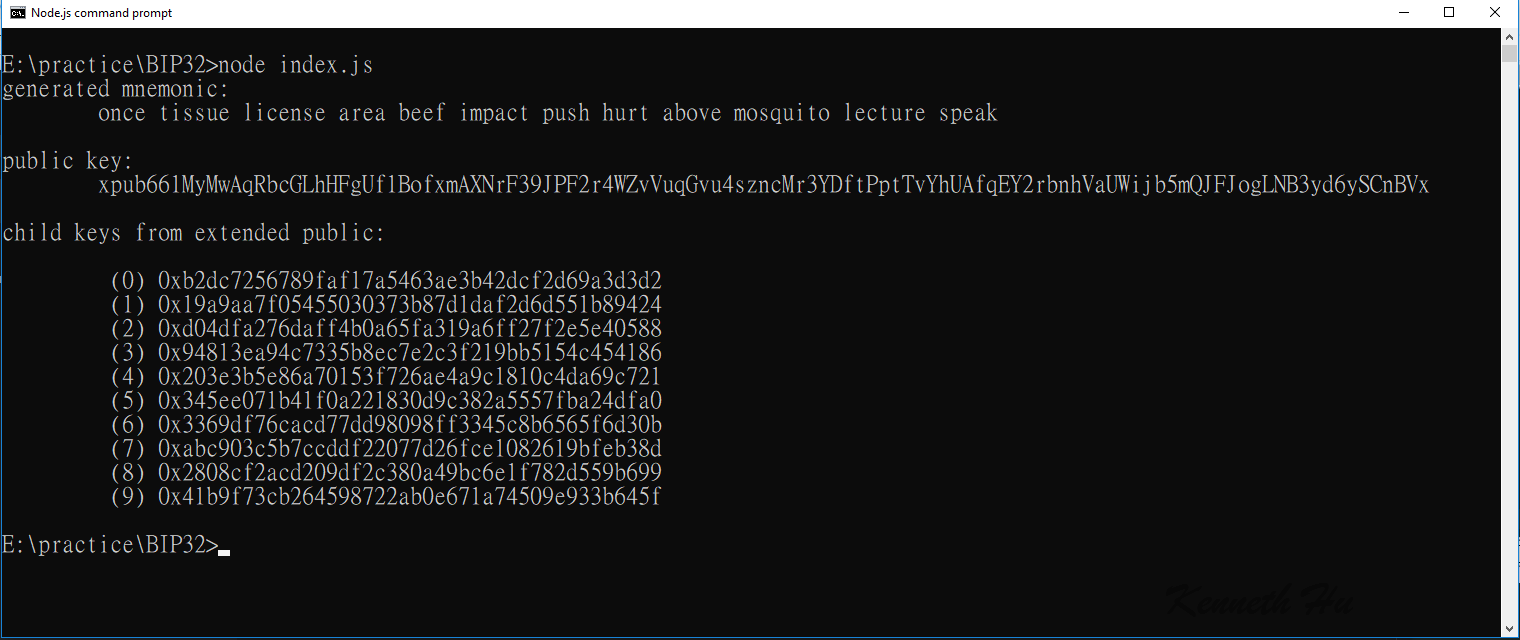 Node.js command prompt
E:\practice\BIP32>node index.js
generated mnemonic:
once tissue license area beef impact push hurt above mosquito lecture speak
public key:
xpub661MyMwAqRbcGLhHFgUf1BofxmAXNrF39JPF2r4WZvVuqGvu4szncMr3YDftPptTvYhUAfqEY2rbnhVaUWijb5mQJFJogLNB3yd6ySCnBVx
child keys from extended public:
(0) 0xb2dc7256789faf17a5463ae3b42dcf2d69a3d3d2
(1) 0x19a9aa7f05455030373b87d1daf2d6d551b89424
(2) 0xd04dfa276daff4b0a65fa319a6ff27f2e5e40588
(3) 0x94813ea94c7335b8ec7e2c3f219bb5154c454186
(4) 0x203e3b5e86a70153f726ae4a9c1810c4da69c721
(5) 0x345ee071b41f0a221830d9c382a5557fba24dfa0
(6) 0x3369df76cacd77dd98098ff3345c8b6565f6d30b
(7) 0xabc903c5b7ccddf22077d26fce1082619bfeb38d
(8) 0x2808cf2acd209df2c380a49bc6e1f782d559b699
(9) 0x41b9f73cb264598722ab0e671a74509e933b645f
E:\practice\BIP32>
Kenneth Hu